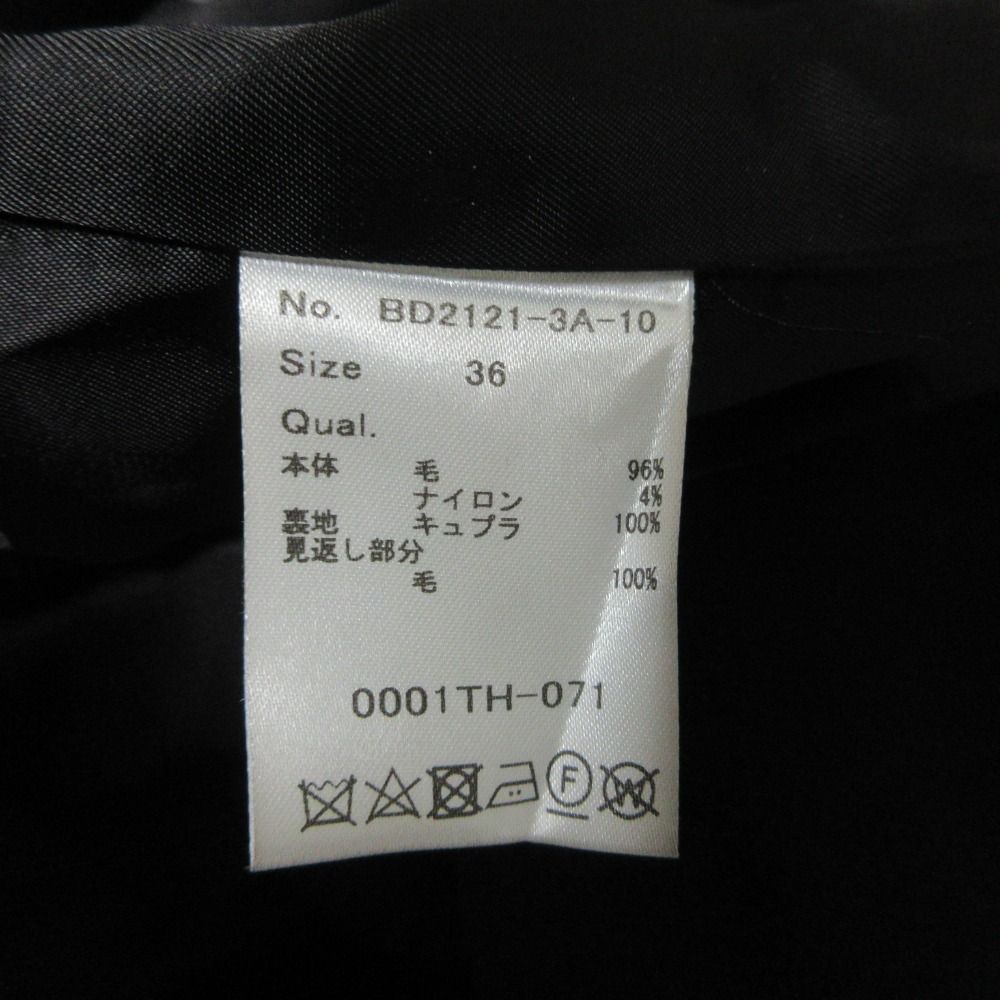 No. BD2121-3A-10
Size 36
Qual.
本体 毛 96%
ナイロン 4%
裏地 キュプラ 100%
見返し部分
毛 100%
0001TH-071
F W